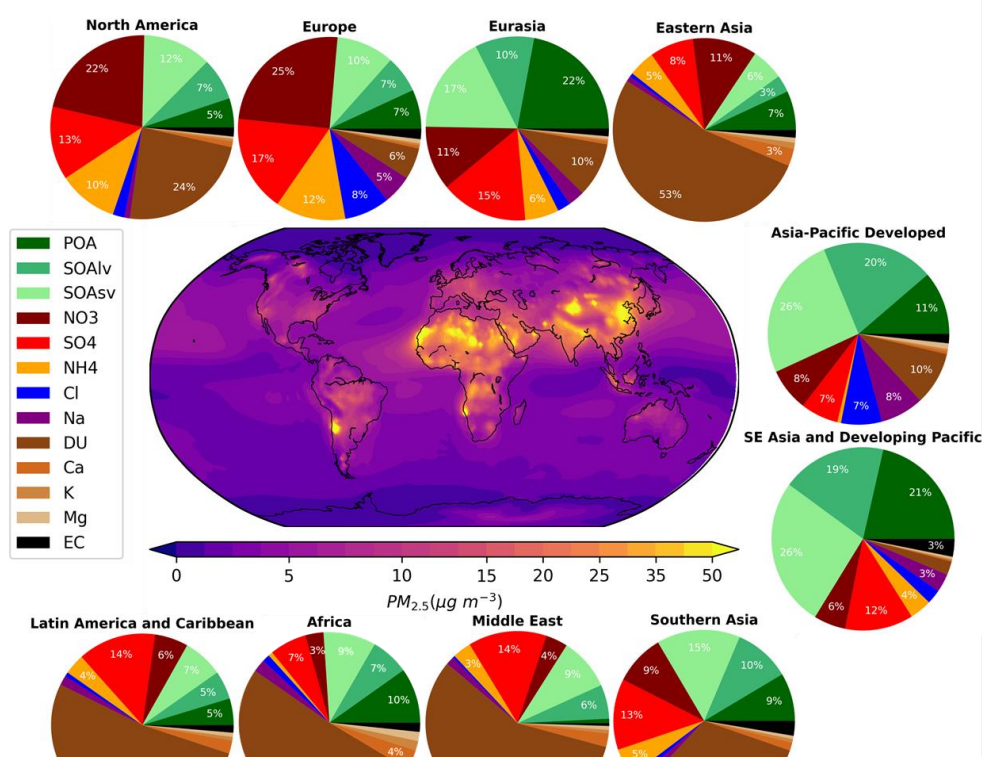 North America
Europe
Eurasia
Eastern Asia
12%
7%
5%
24%
10%
13%
22%
10%
7%
7%
6%
5%
8%
12%
17%
25%
22%
10%
17%
11%
15%
6%
10%
11%
6%
3%
7%
3%
53%
5%
8%
POA
SOAlv
SOAsv
NO3
SO4
NH4
Cl
Na
DU
Ca
K
Mg
EC
0 5 10 15 20 25 35 50
PM2.5(μg m−3)
Asia-Pacific Developed
20%
11%
10%
8%
7%
7%
8%
26%
SE Asia and Developing Pacific
19%
21%
3%
3%
4%
12%
6%
26%
Latin America and Caribbean
Africa
Middle East
Southern Asia
14%
6%
7%
5%
5%
4%
7%
3%
9%
7%
10%
4%
14%
4%
9%
6%
3%
15%
10%
9%
9%
13%
5%